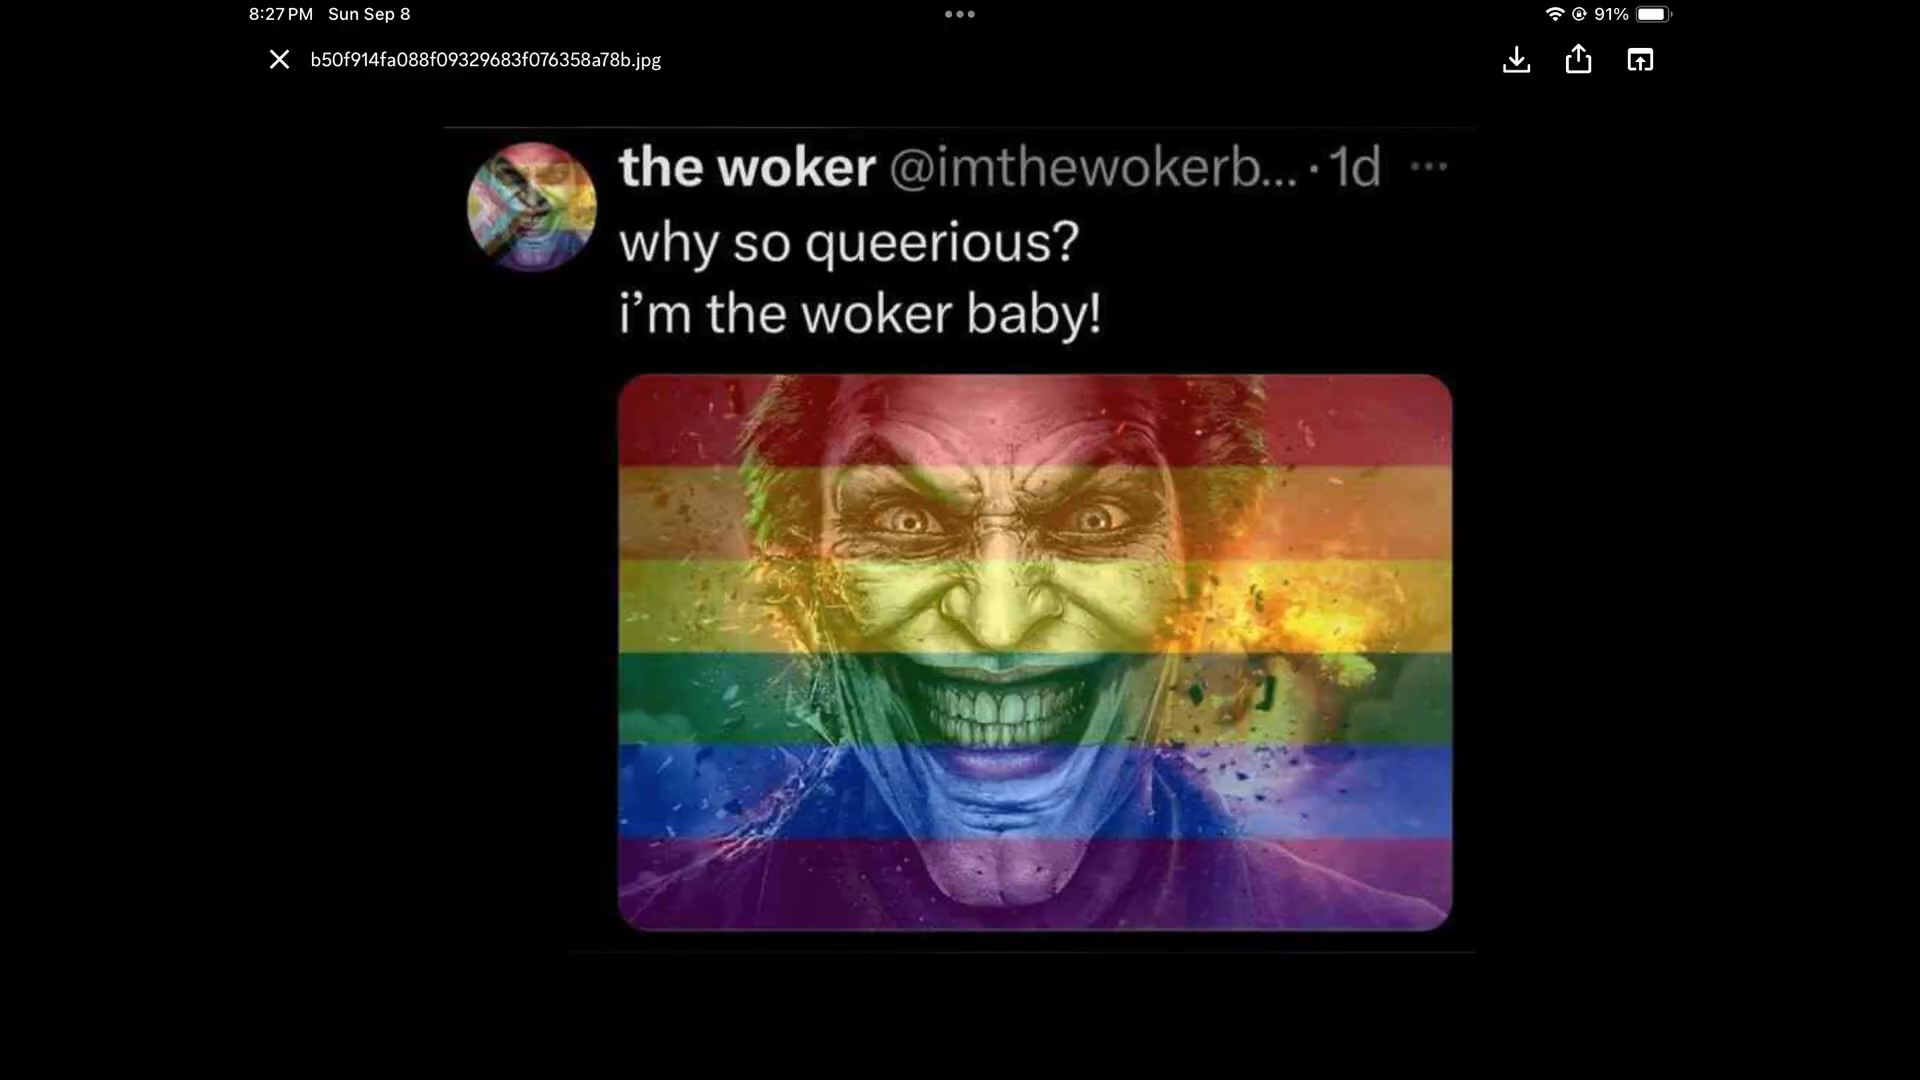 8:27 PM Sun Sep 8
91%
b50f914fa088f09329683f076358a78b.jpg
the woker @imthewokerb... · 1d
why so queerious?
i’m the woker baby!